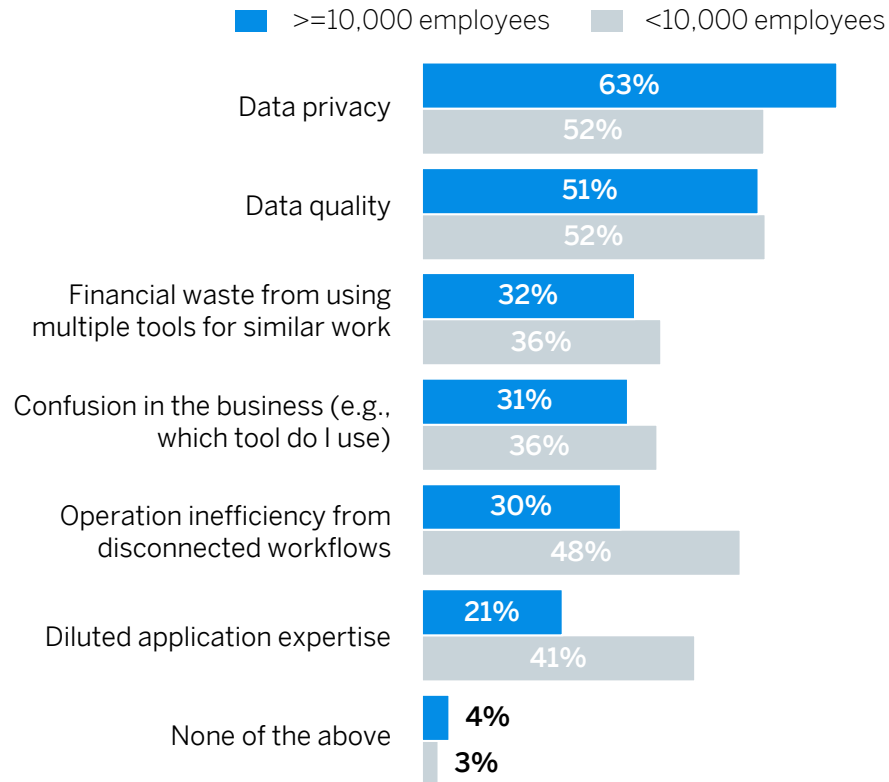 >=10,000 employees <10,000 employees
63%
Data privacy
52%
51%
Data quality
52%
Financial waste from using
multiple tools for similar work
32%
36%
Confusion in the business (e.g.,
which tool do I use)
31%
36%
Operation inefficiency from
disconnected workflows
30%
48%
21%
Diluted application expertise
41%
4%
None of the above
3%